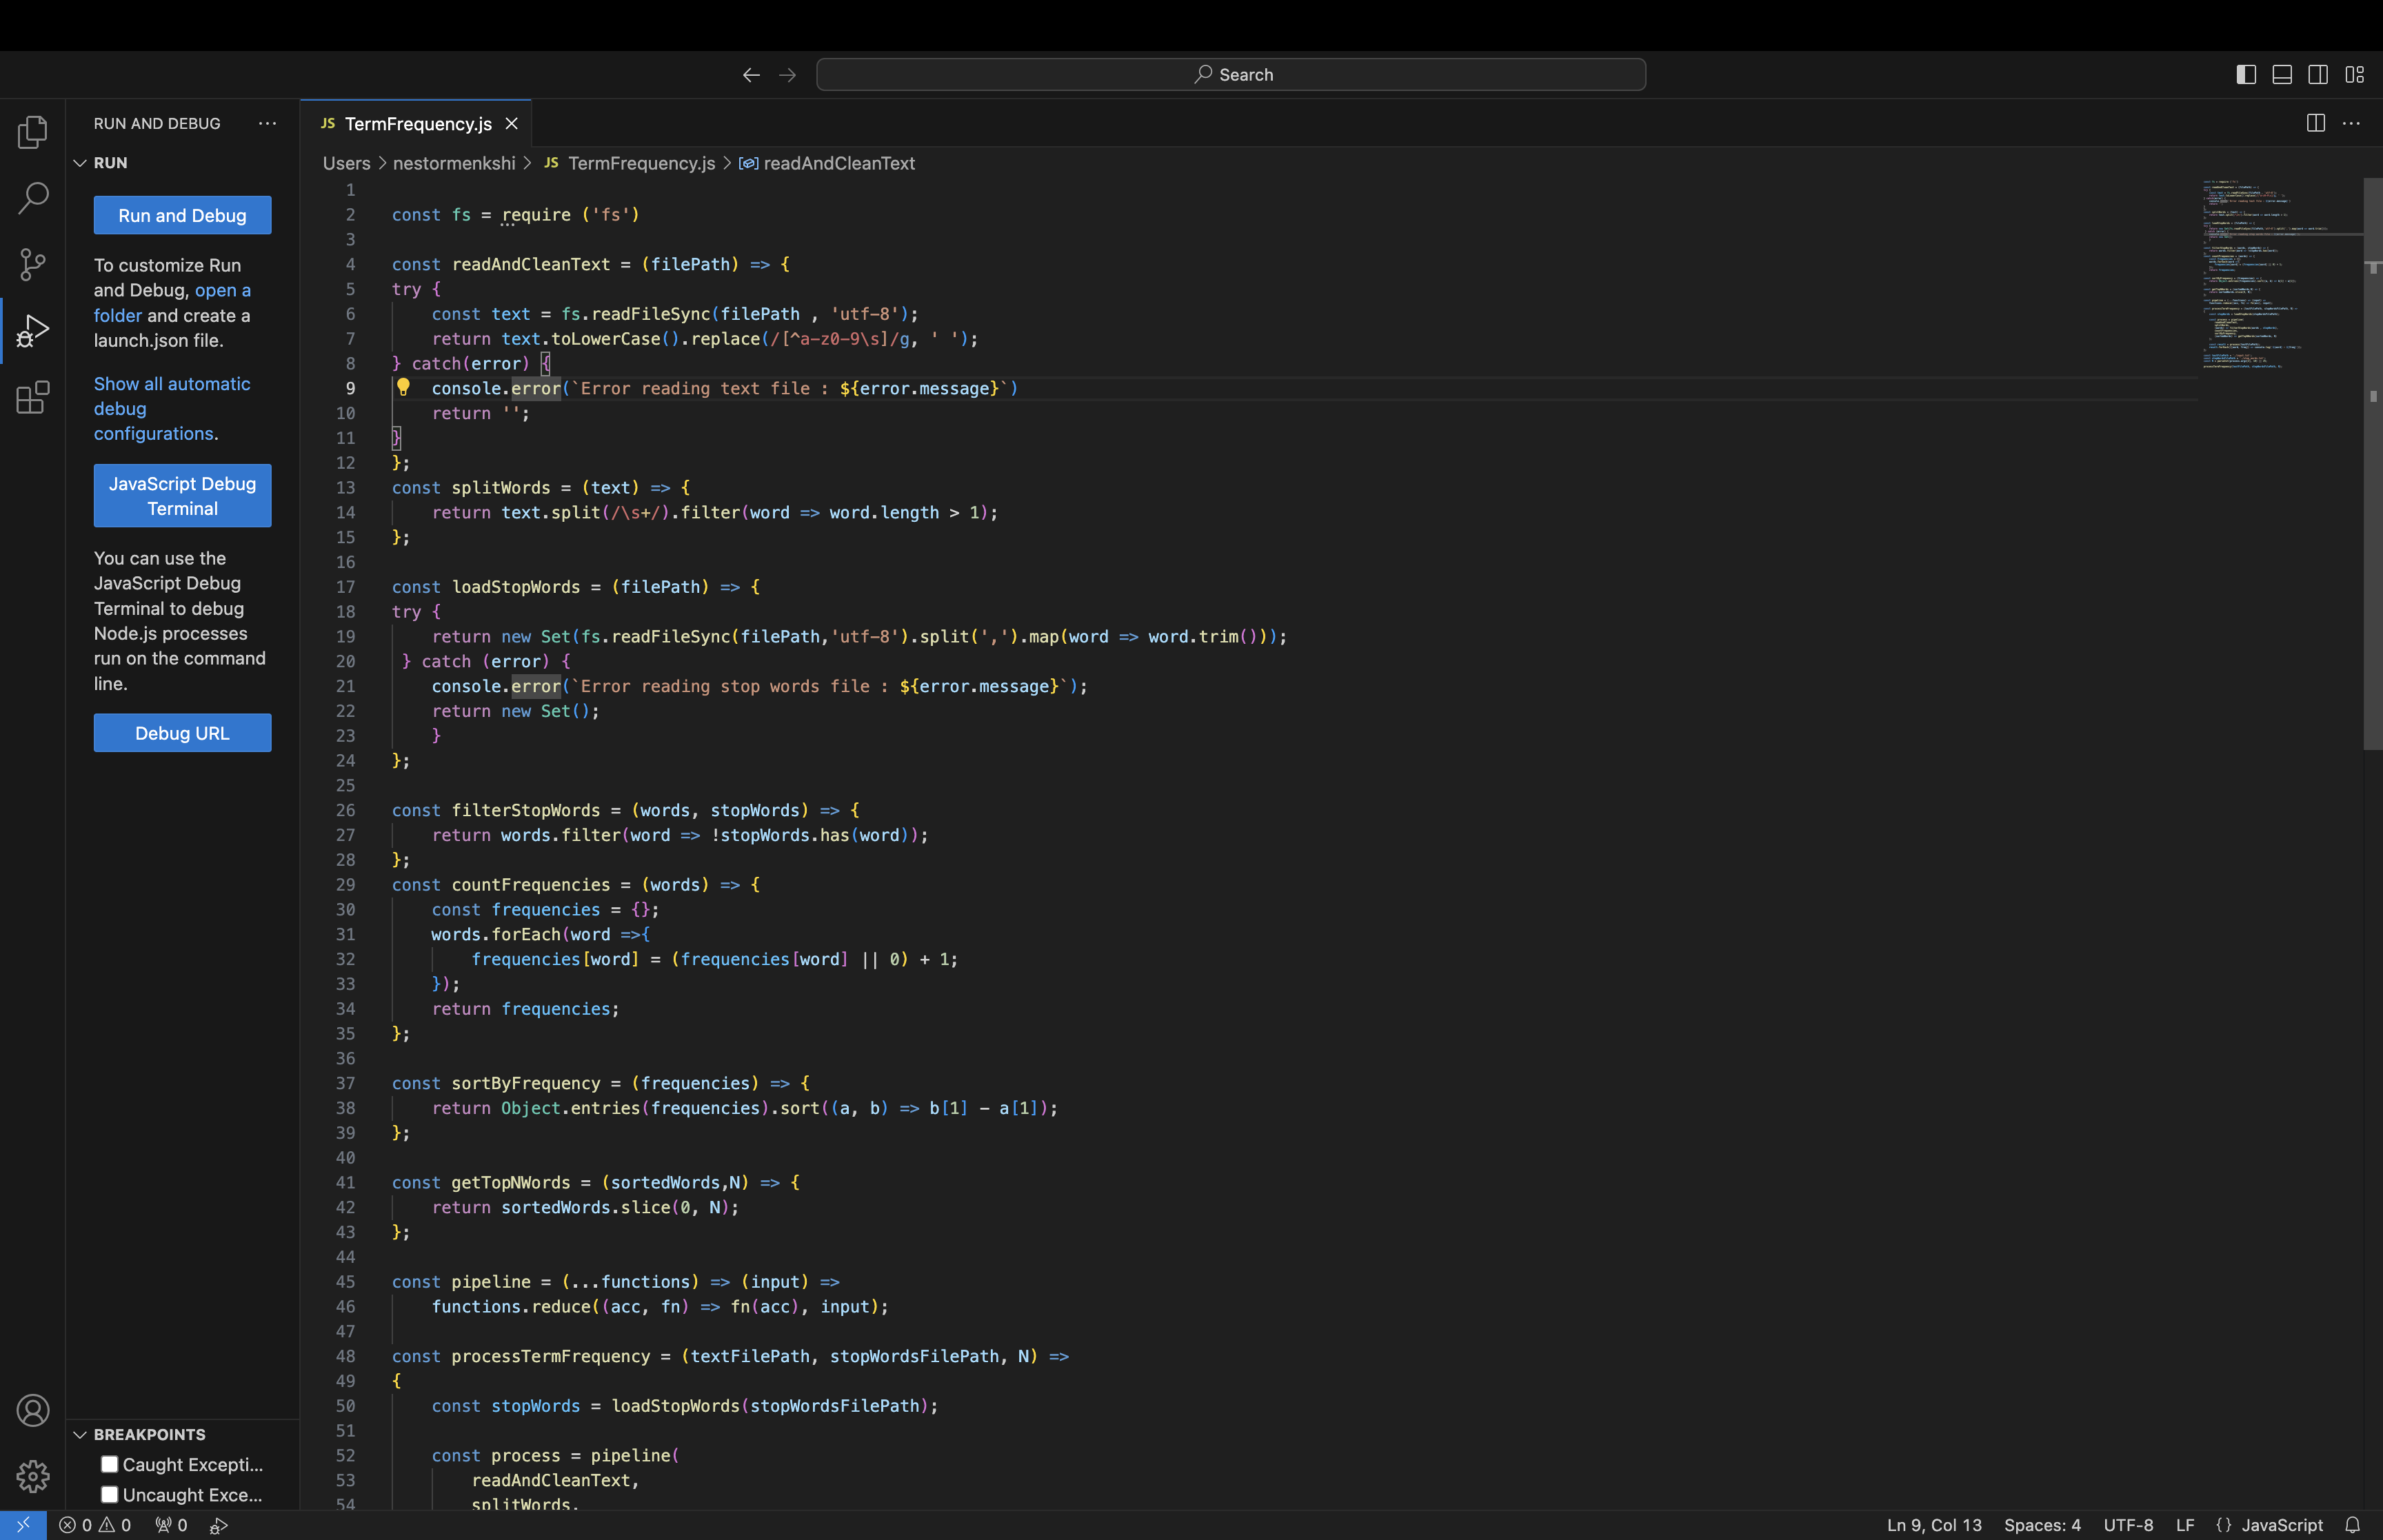 Search
RUN AND DEBUG ...
RUN
Run and Debug
To customize Run
and Debug, open a
folder and create a
launch.json file.
Show all automatic
debug
configurations.
JavaScript Debug
Terminal
You can use the
JavaScript Debug
Terminal to debug
Node.js processes
run on the command
line.
Debug URL
BREAKPOINTS
Caught Excepti...
Uncaught Exce...
JS TermFrequency.js
Users > nestormenkshi > JS TermFrequency.js > readAndCleanText
1
2 const fs = require ('fs')
3
4 const readAndCleanText = (filePath) => {
5 try {
6     const text = fs.readFileSync(filePath , 'utf-8');
7     return text.toLowerCase().replace(/[^a-z0-9\s]/g, ' ');
8 } catch(error) {
9     console.error(`Error reading text file : ${error.message}`)
10     return '';
11 }
12 };
13 const splitWords = (text) => {
14     return text.split(/\s+/).filter(word => word.length > 1);
15 };
16
17 const loadStopWords = (filePath) => {
18 try {
19     return new Set(fs.readFileSync(filePath,'utf-8').split(',').map(word => word.trim()));
20  } catch (error) {
21     console.error(`Error reading stop words file : ${error.message}`);
22     return new Set();
23     }
24 };
25
26 const filterStopWords = (words, stopWords) => {
27     return words.filter(word => !stopWords.has(word));
28 };
29 const countFrequencies = (words) => {
30     const frequencies = {};
31     words.forEach(word =>{
32         frequencies[word] = (frequencies[word] || 0) + 1;
33     });
34     return frequencies;
35 };
36
37 const sortByFrequency = (frequencies) => {
38     return Object.entries(frequencies).sort((a, b) => b[1] - a[1]);
39 };
40
41 const getTopNWords = (sortedWords,N) => {
42     return sortedWords.slice(0, N);
43 };
44
45 const pipeline = (...functions) => (input) =>
46     functions.reduce((acc, fn) => fn(acc), input);
47
48 const processTermFrequency = (textFilePath, stopWordsFilePath, N) =>
49 {
50     const stopWords = loadStopWords(stopWordsFilePath);
51
52     const process = pipeline(
53         readAndCleanText,
54         splitWords,
0 0 0
Ln 9, Col 13 Spaces: 4 UTF-8 LF {} JavaScript